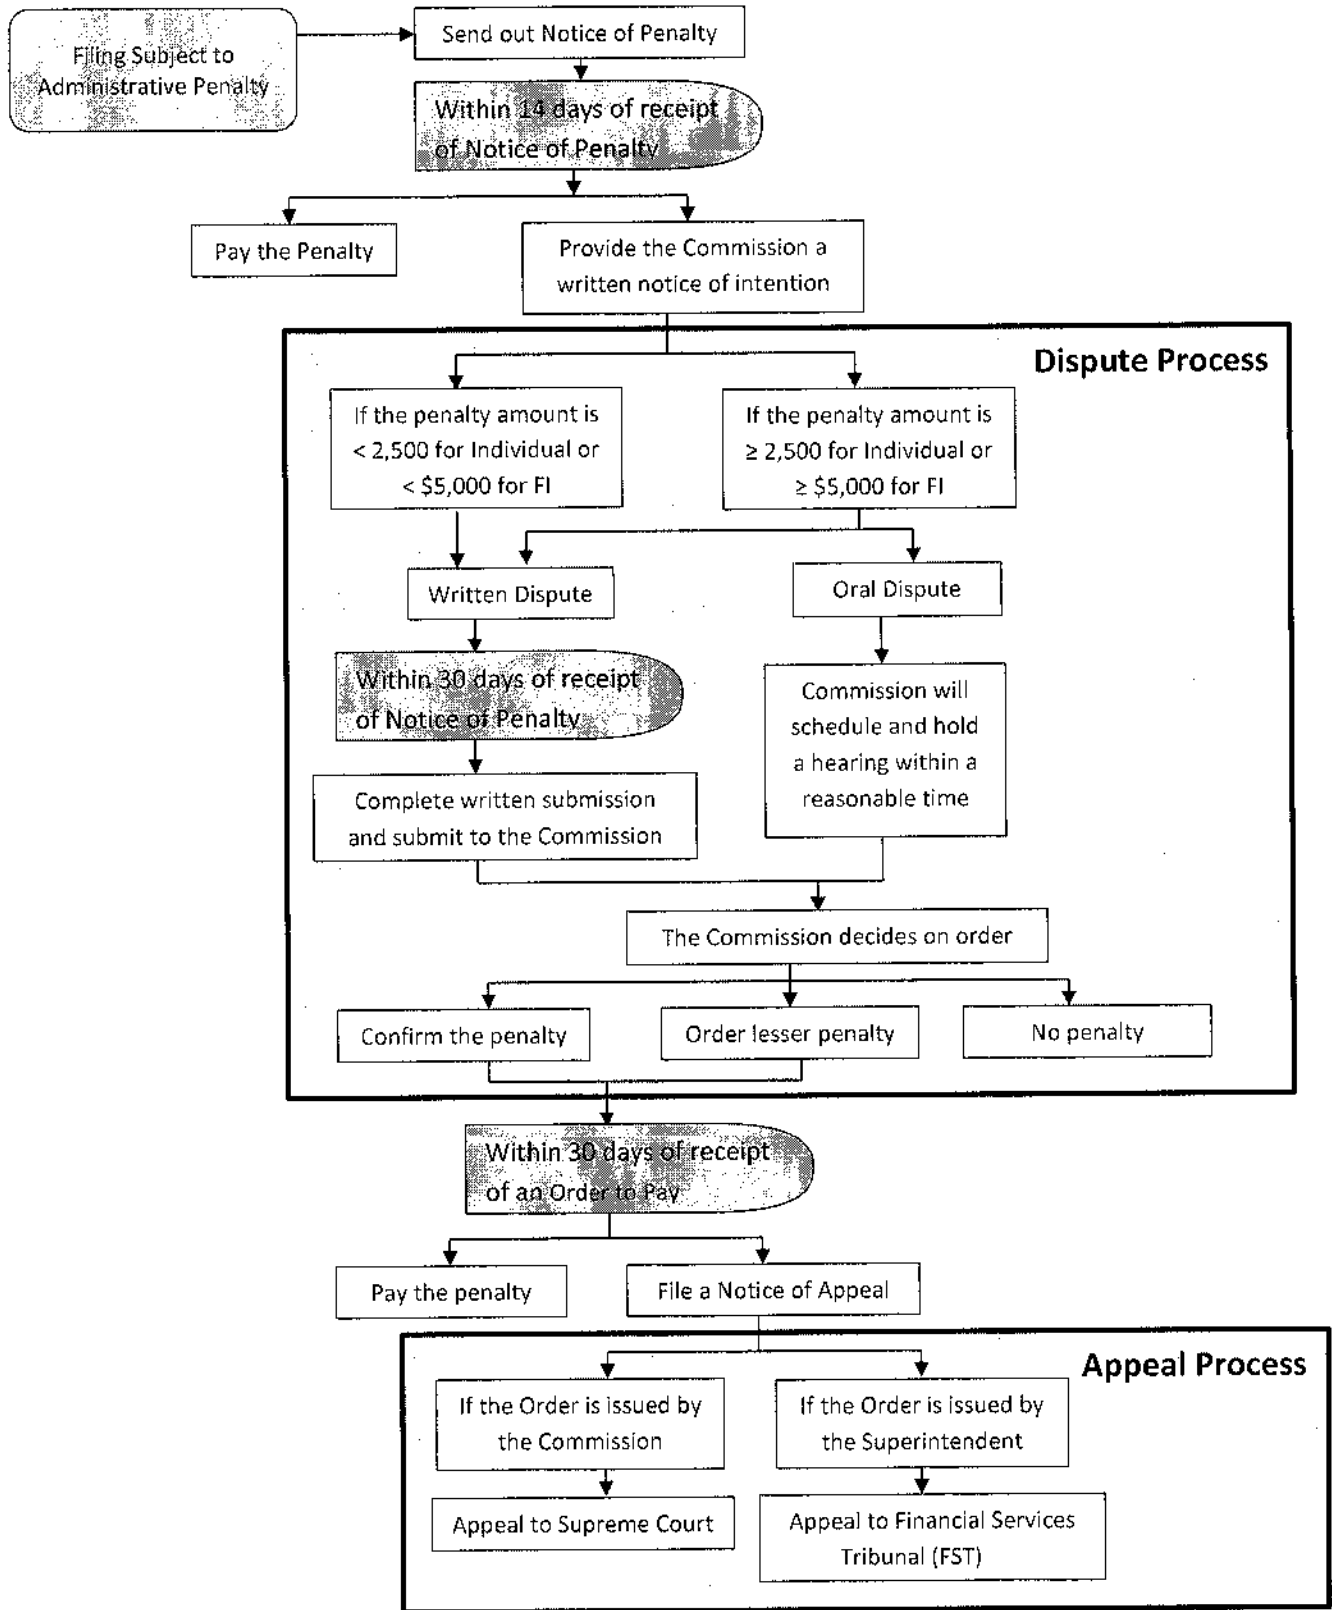 Filing Subject to
Administrative Penalty
Send out Notice of Penalty
Within 14 days of receipt
of Notice of Penalty
Pay the Penalty
Provide the Commission a
written notice of intention
Dispute Process
If the penalty amount is
< 2,500 for Individual or
< $5,000 for FI
If the penalty amount is
≥ 2,500 for Individual or
≥ $5,000 for FI
Written Dispute
Oral Dispute
Within 30 days of receipt
of Notice of Penalty
Commission will
schedule and hold
a hearing within a
reasonable time
Complete written submission
and submit to the Commission
The Commission decides on order
Confirm the penalty
Order lesser penalty
No penalty
Within 30 days of receipt
of an Order to Pay
Pay the penalty
File a Notice of Appeal
Appeal Process
If the Order is issued by
the Commission
If the Order is issued by
the Superintendent
Appeal to Supreme Court
Appeal to Financial Services
Tribunal (FST)